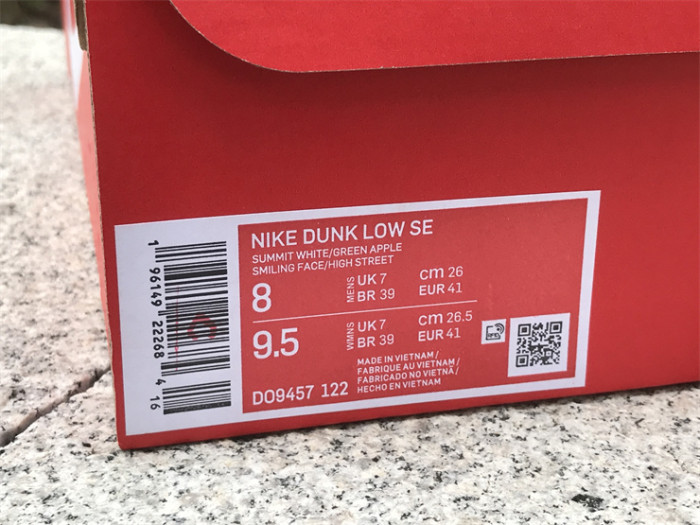 NIKE DUNK LOW SE
SUMMIT WHITE/GREEN APPLE
SMILING FACE/HIGH STREET
8 MENS UK 7 cm 26
BR 39 EUR 41
9.5 WMNS UK 7 cm 26.5
BR 39 EUR 41
MADE IN VIETNAM/
FABRIQUE AU VIETNAM/
FABRICADO NO VIETNÃ/
HECHO EN VIETNAM
DO9457 122
1 96149 22268 4 16